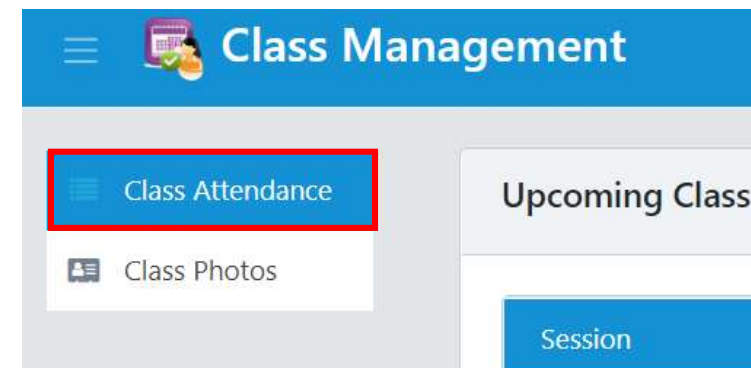 Class Management
Class Attendance
Class Photos
Upcoming Class
Session